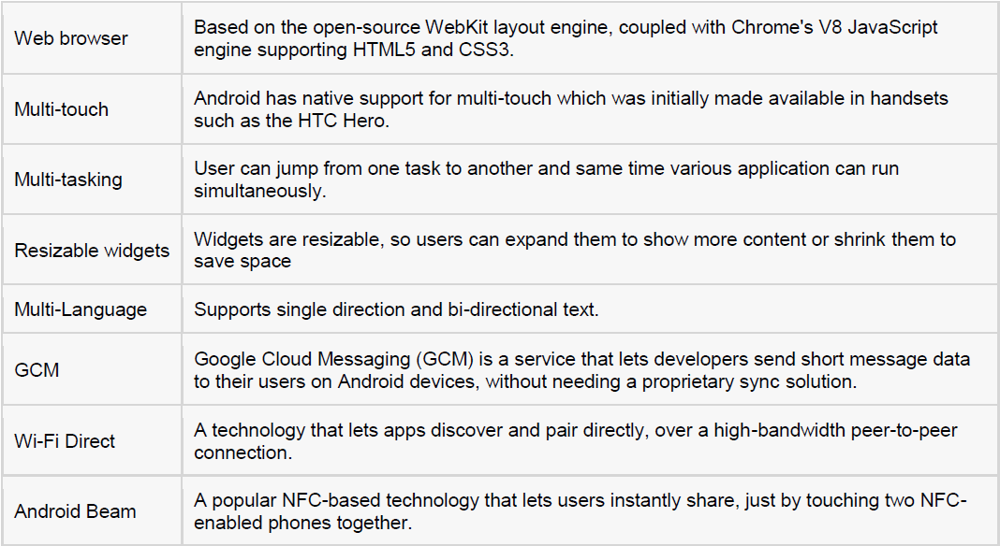 Web browser
Based on the open-source WebKit layout engine, coupled with Chrome's V8 JavaScript
engine supporting HTML5 and CSS3.
Multi-touch
Android has native support for multi-touch which was initially made available in handsets
such as the HTC Hero.
Multi-tasking
User can jump from one task to another and same time various application can run
simultaneously.
Resizable widgets
Widgets are resizable, so users can expand them to show more content or shrink them to
save space
Multi-Language
Supports single direction and bi-directional text.
GCM
Google Cloud Messaging (GCM) is a service that lets developers send short message data
to their users on Android devices, without needing a proprietary sync solution.
Wi-Fi Direct
A technology that lets apps discover and pair directly, over a high-bandwidth peer-to-peer
connection.
Android Beam
A popular NFC-based technology that lets users instantly share, just by touching two NFC-
enabled phones together.